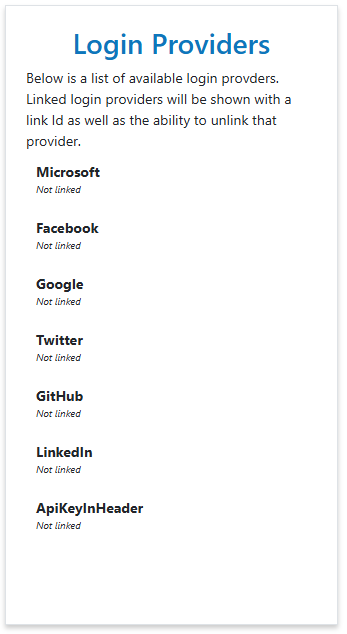 Login Providers
Below is a list of available login provders.
Linked login providers will be shown with a
link Id as well as the ability to unlink that
provider.
Microsoft
Not linked
Facebook
Not linked
Google
Not linked
Twitter
Not linked
GitHub
Not linked
LinkedIn
Not linked
ApiKeyInHeader
Not linked